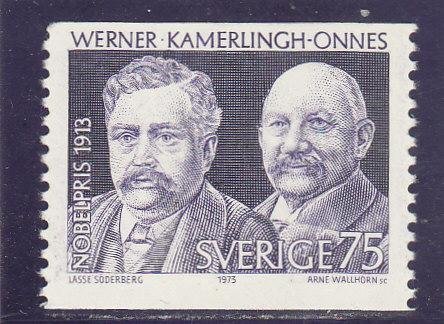 WERNER · KAMERLINGH-ONNES
NOBELPRIS 1913
SVERIGE 75
LASSE SÖDERBERG 1973 ARNE WALLHORN SC